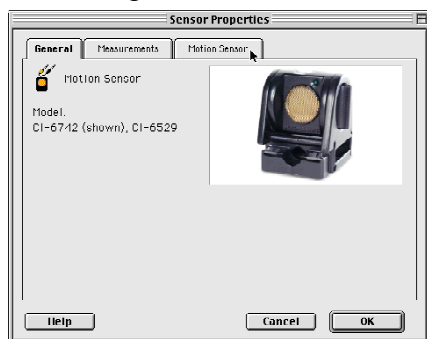 Sensor Properties
General Measurements Motion Sensor
Motion Sensor
Model.
CI-6742 (shown), CI-6529
Help Cancel OK